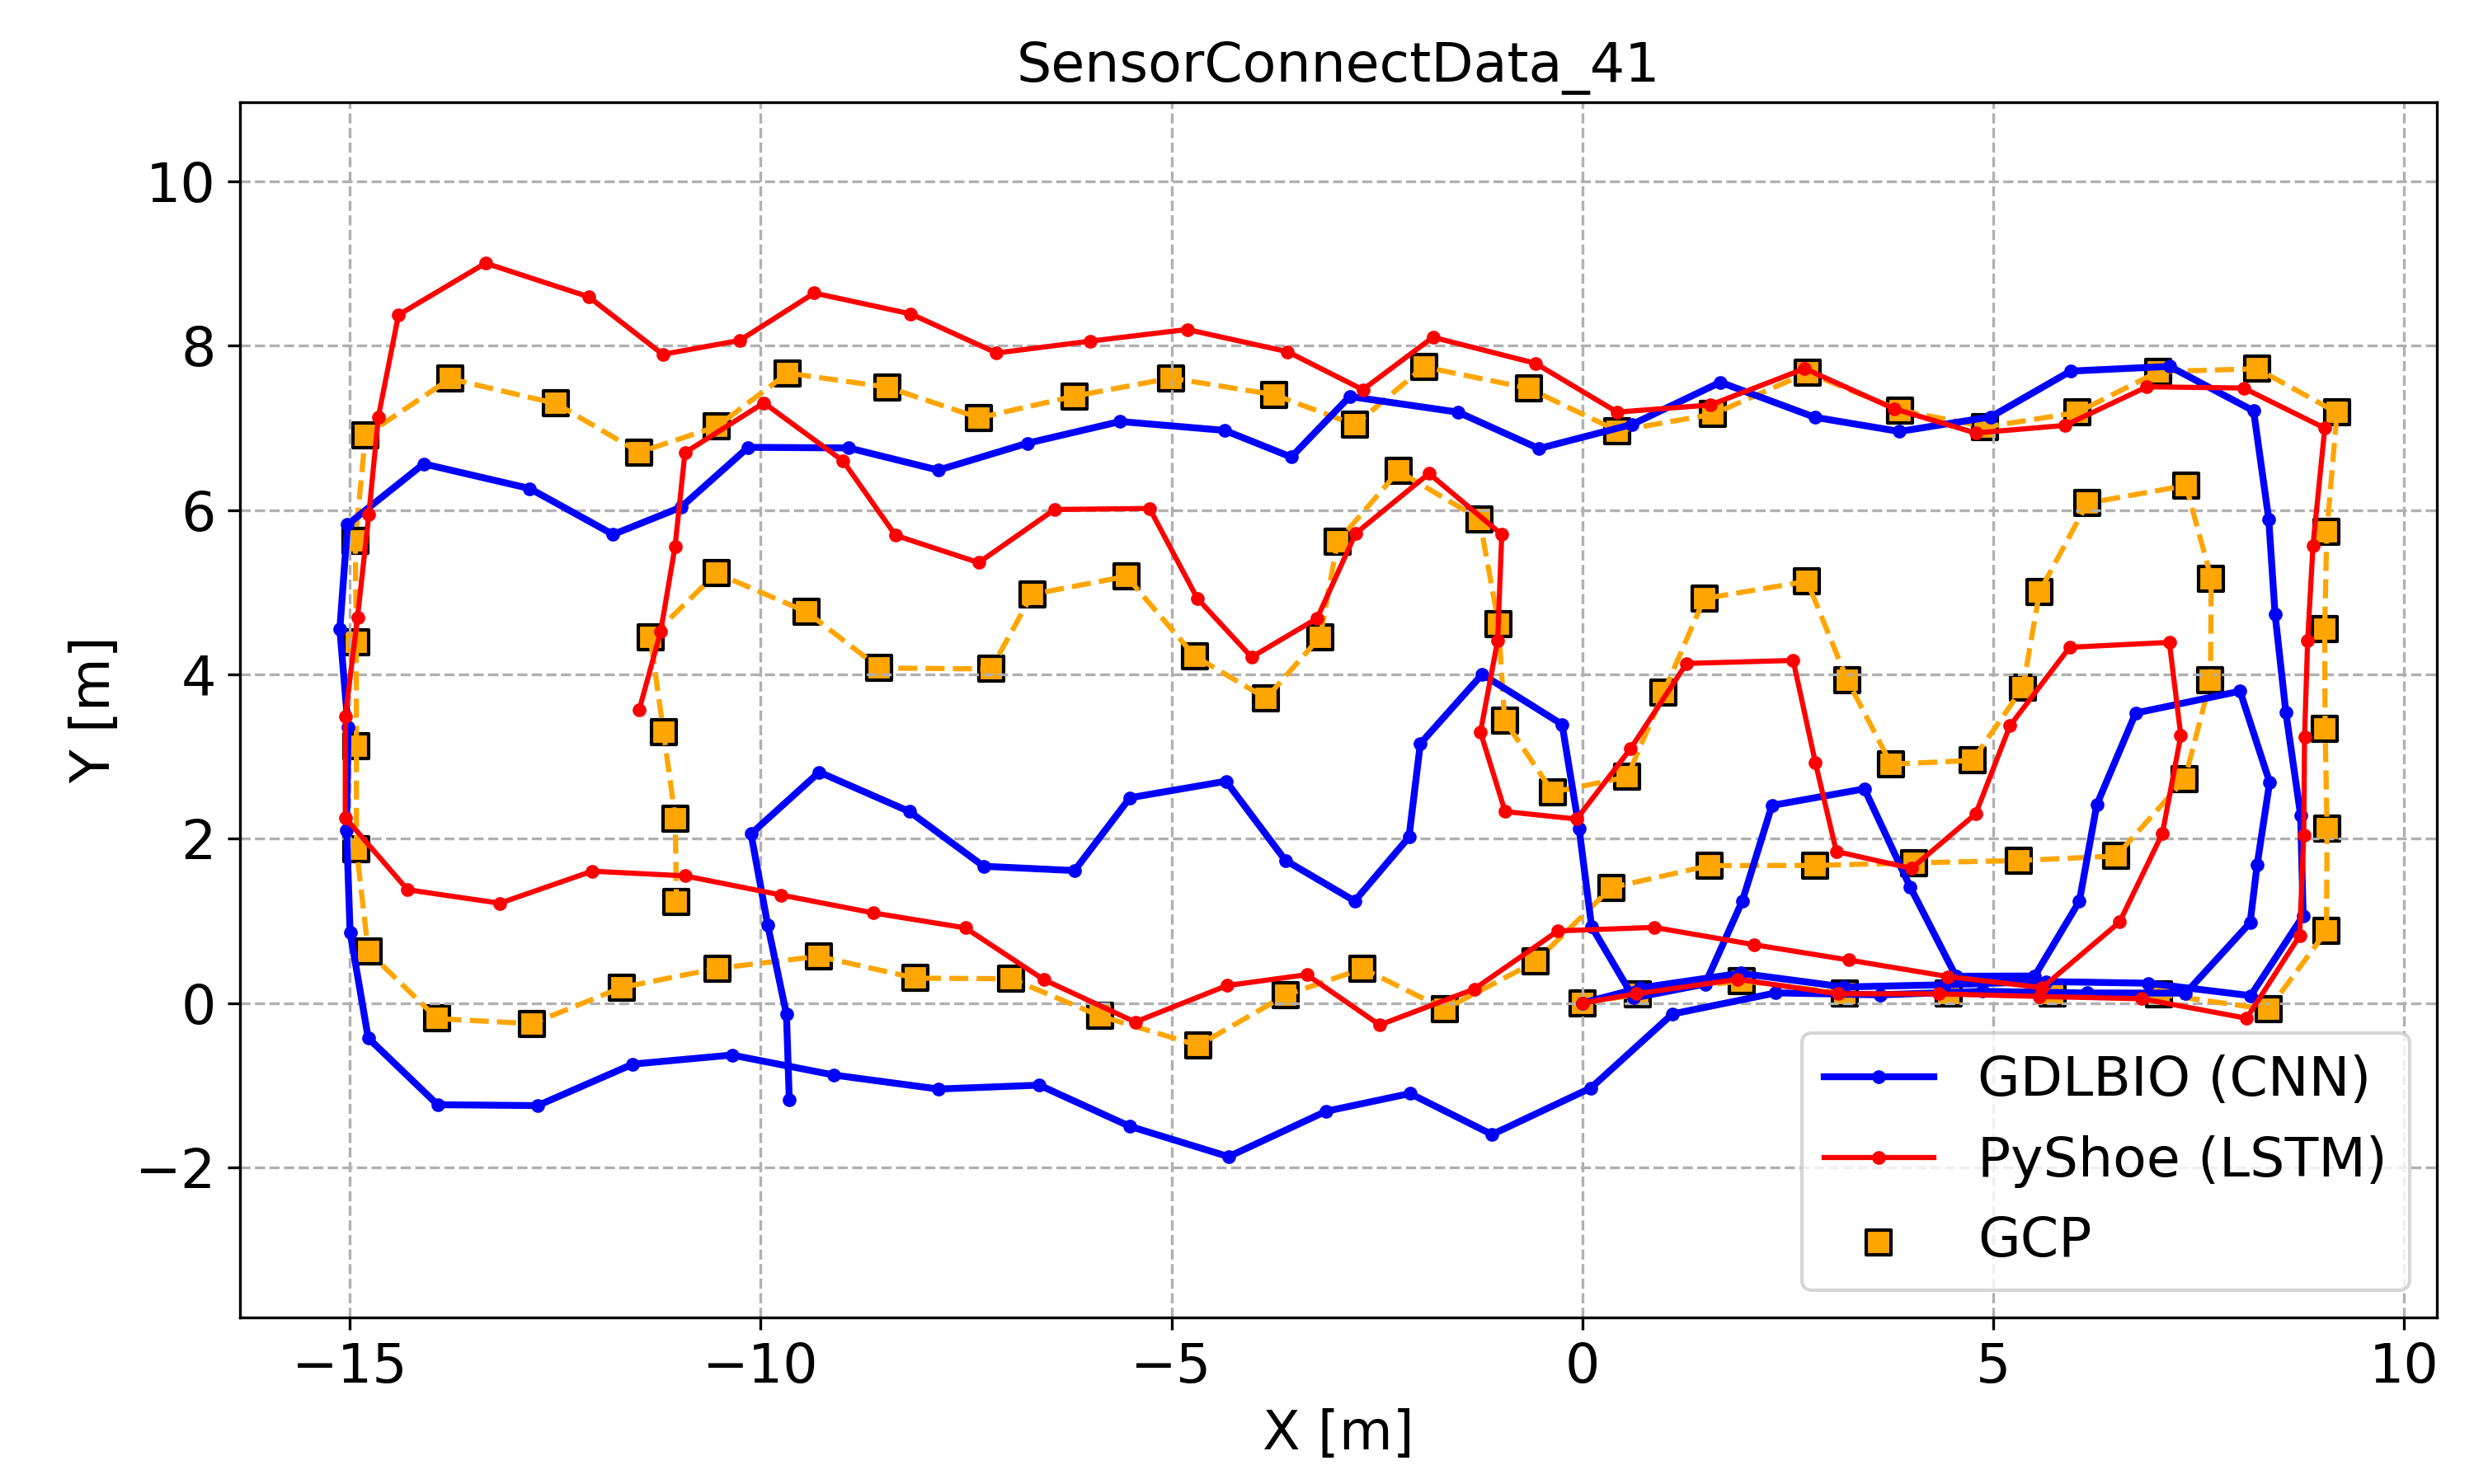 SensorConnectData_41
Y [m]
10
8
6
4
2
0
−2
−15
−10
−5
0
5
10
X [m]
GDLBIO (CNN)
PyShoe (LSTM)
GCP